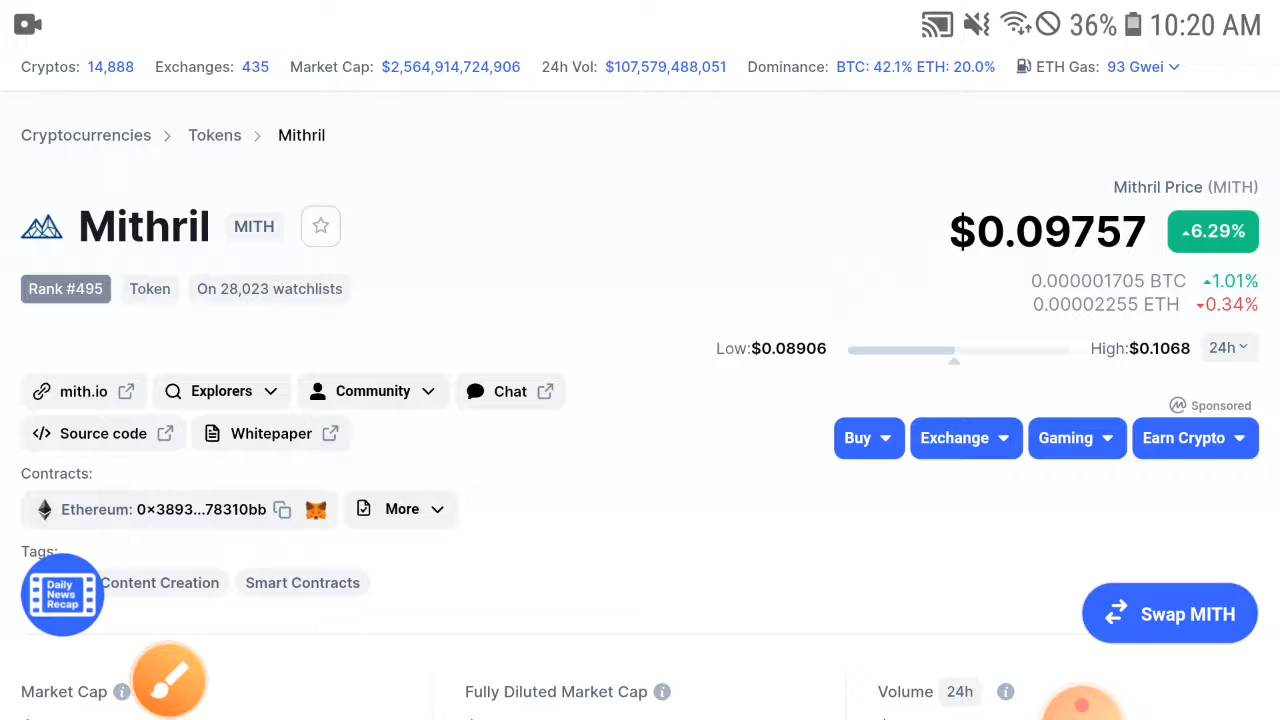 36% 10:20 AM
Cryptos: 14,888 Exchanges: 435 Market Cap: $2,564,914,724,906 24h Vol: $107,579,488,051 Dominance: BTC: 42.1% ETH: 20.0% ETH Gas: 93 Gwei
Cryptocurrencies > Tokens > Mithril
Mithril Price (MITH)
Mithril MITH $0.09757 6.29%
Rank #495 Token On 28,023 watchlists
0.000001705 BTC 1.01%
0.00002255 ETH 0.34%
Low:$0.08906 High:$0.1068 24h
mith.io Explorers Community Chat
Sponsored
Source code Whitepaper
Buy Exchange Gaming Earn Crypto
Contracts:
Ethereum: 0x3893...78310bb More
Tags:
Content Creation Smart Contracts
Daily
News
Recap
Swap MITH
Market Cap Fully Diluted Market Cap Volume 24h